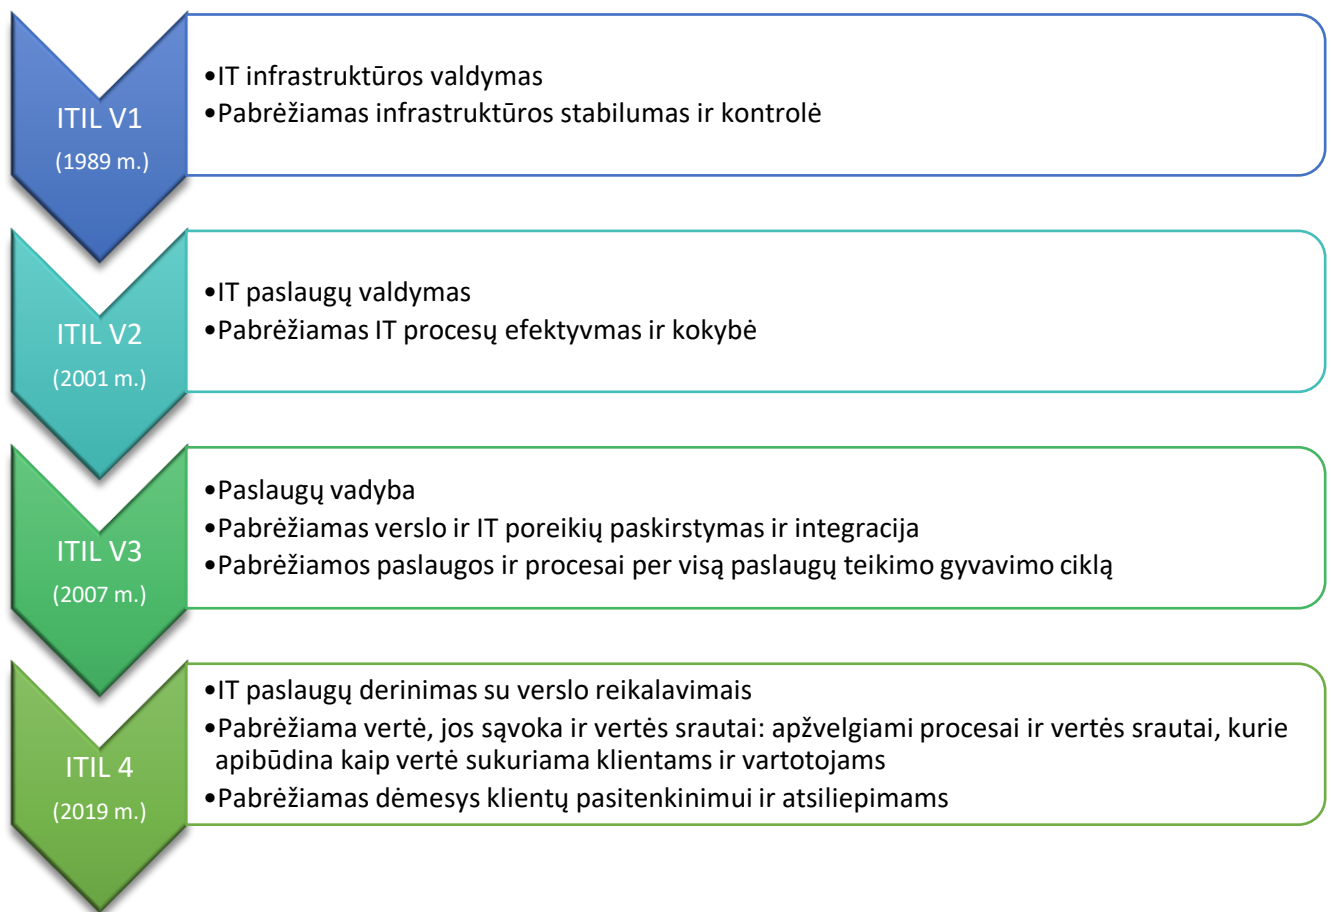 ITIL V1
(1989 m.)
•IT infrastruktūros valdymas
•Pabrėžiamas infrastruktūros stabilumas ir kontrolė
ITIL V2
(2001 m.)
•IT paslaugų valdymas
•Pabrėžiamas IT procesų efektyvmas ir kokybė
ITIL V3
(2007 m.)
•Paslaugų vadyba
•Pabrėžiamas verslo ir IT poreikių paskirstymas ir integracija
•Pabrėžiamos paslaugos ir procesai per visą paslaugų teikimo gyvavimo ciklą
ITIL 4
(2019 m.)
•IT paslaugų derinimas su verslo reikalavimais
•Pabrėžiama vertė, jos sąvoka ir vertės srautai: apžvelgiami procesai ir vertės srautai, kurie
apibūdina kaip vertė sukuriama klientams ir vartotojams
•Pabrėžiamas dėmesys klientų pasitenkinimui ir atsiliepimams